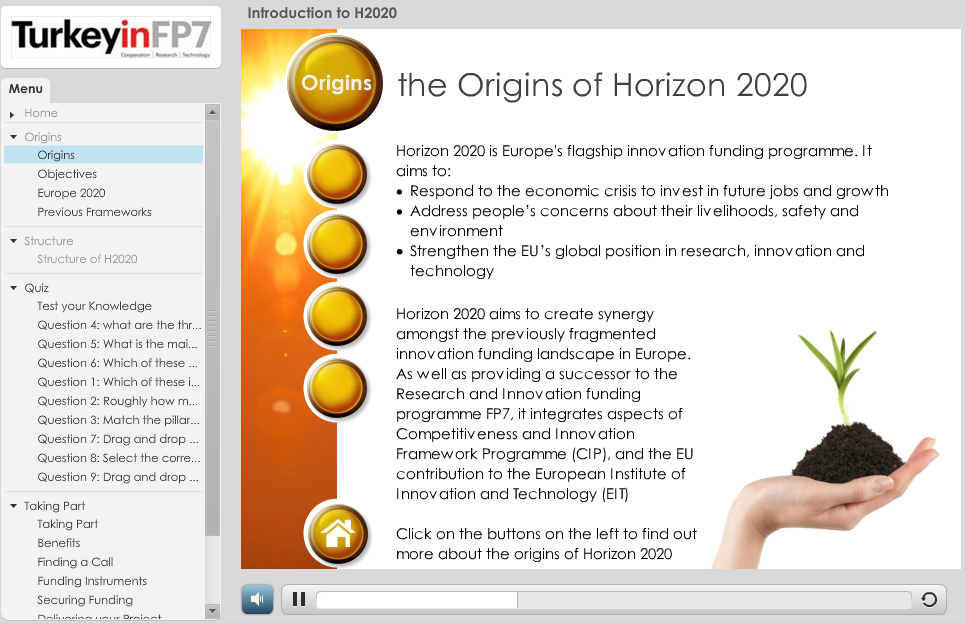 TurkeyinFP7
Cooperation | Research | Technology
Menu
Home
Origins
Origins
Objectives
Europe 2020
Previous Frameworks
Structure
Structure of H2020
Quiz
Test your Knowledge
Question 4: what are the thr...
Question 5: What is the mai...
Question 6: Which of these ...
Question 1: Which of these i...
Question 2: Roughly how m...
Question 3: Match the pillar...
Question 7: Drag and drop ...
Question 8: Select the corre...
Question 9: Drag and drop ...
Taking Part
Taking Part
Benefits
Finding a Call
Funding Instruments
Securing Funding
Delivering your Project
Introduction to H2020
Origins
the Origins of Horizon 2020
Horizon 2020 is Europe's flagship innovation funding programme. It
aims to:
• Respond to the economic crisis to invest in future jobs and growth
• Address people’s concerns about their livelihoods, safety and
environment
• Strengthen the EU’s global position in research, innovation and
technology
Horizon 2020 aims to create synergy
amongst the previously fragmented
innovation funding landscape in Europe.
As well as providing a successor to the
Research and Innovation funding
programme FP7, it integrates aspects of
Competitiveness and Innovation
Framework Programme (CIP), and the EU
contribution to the European Institute of
Innovation and Technology (EIT)
Click on the buttons on the left to find out
more about the origins of Horizon 2020